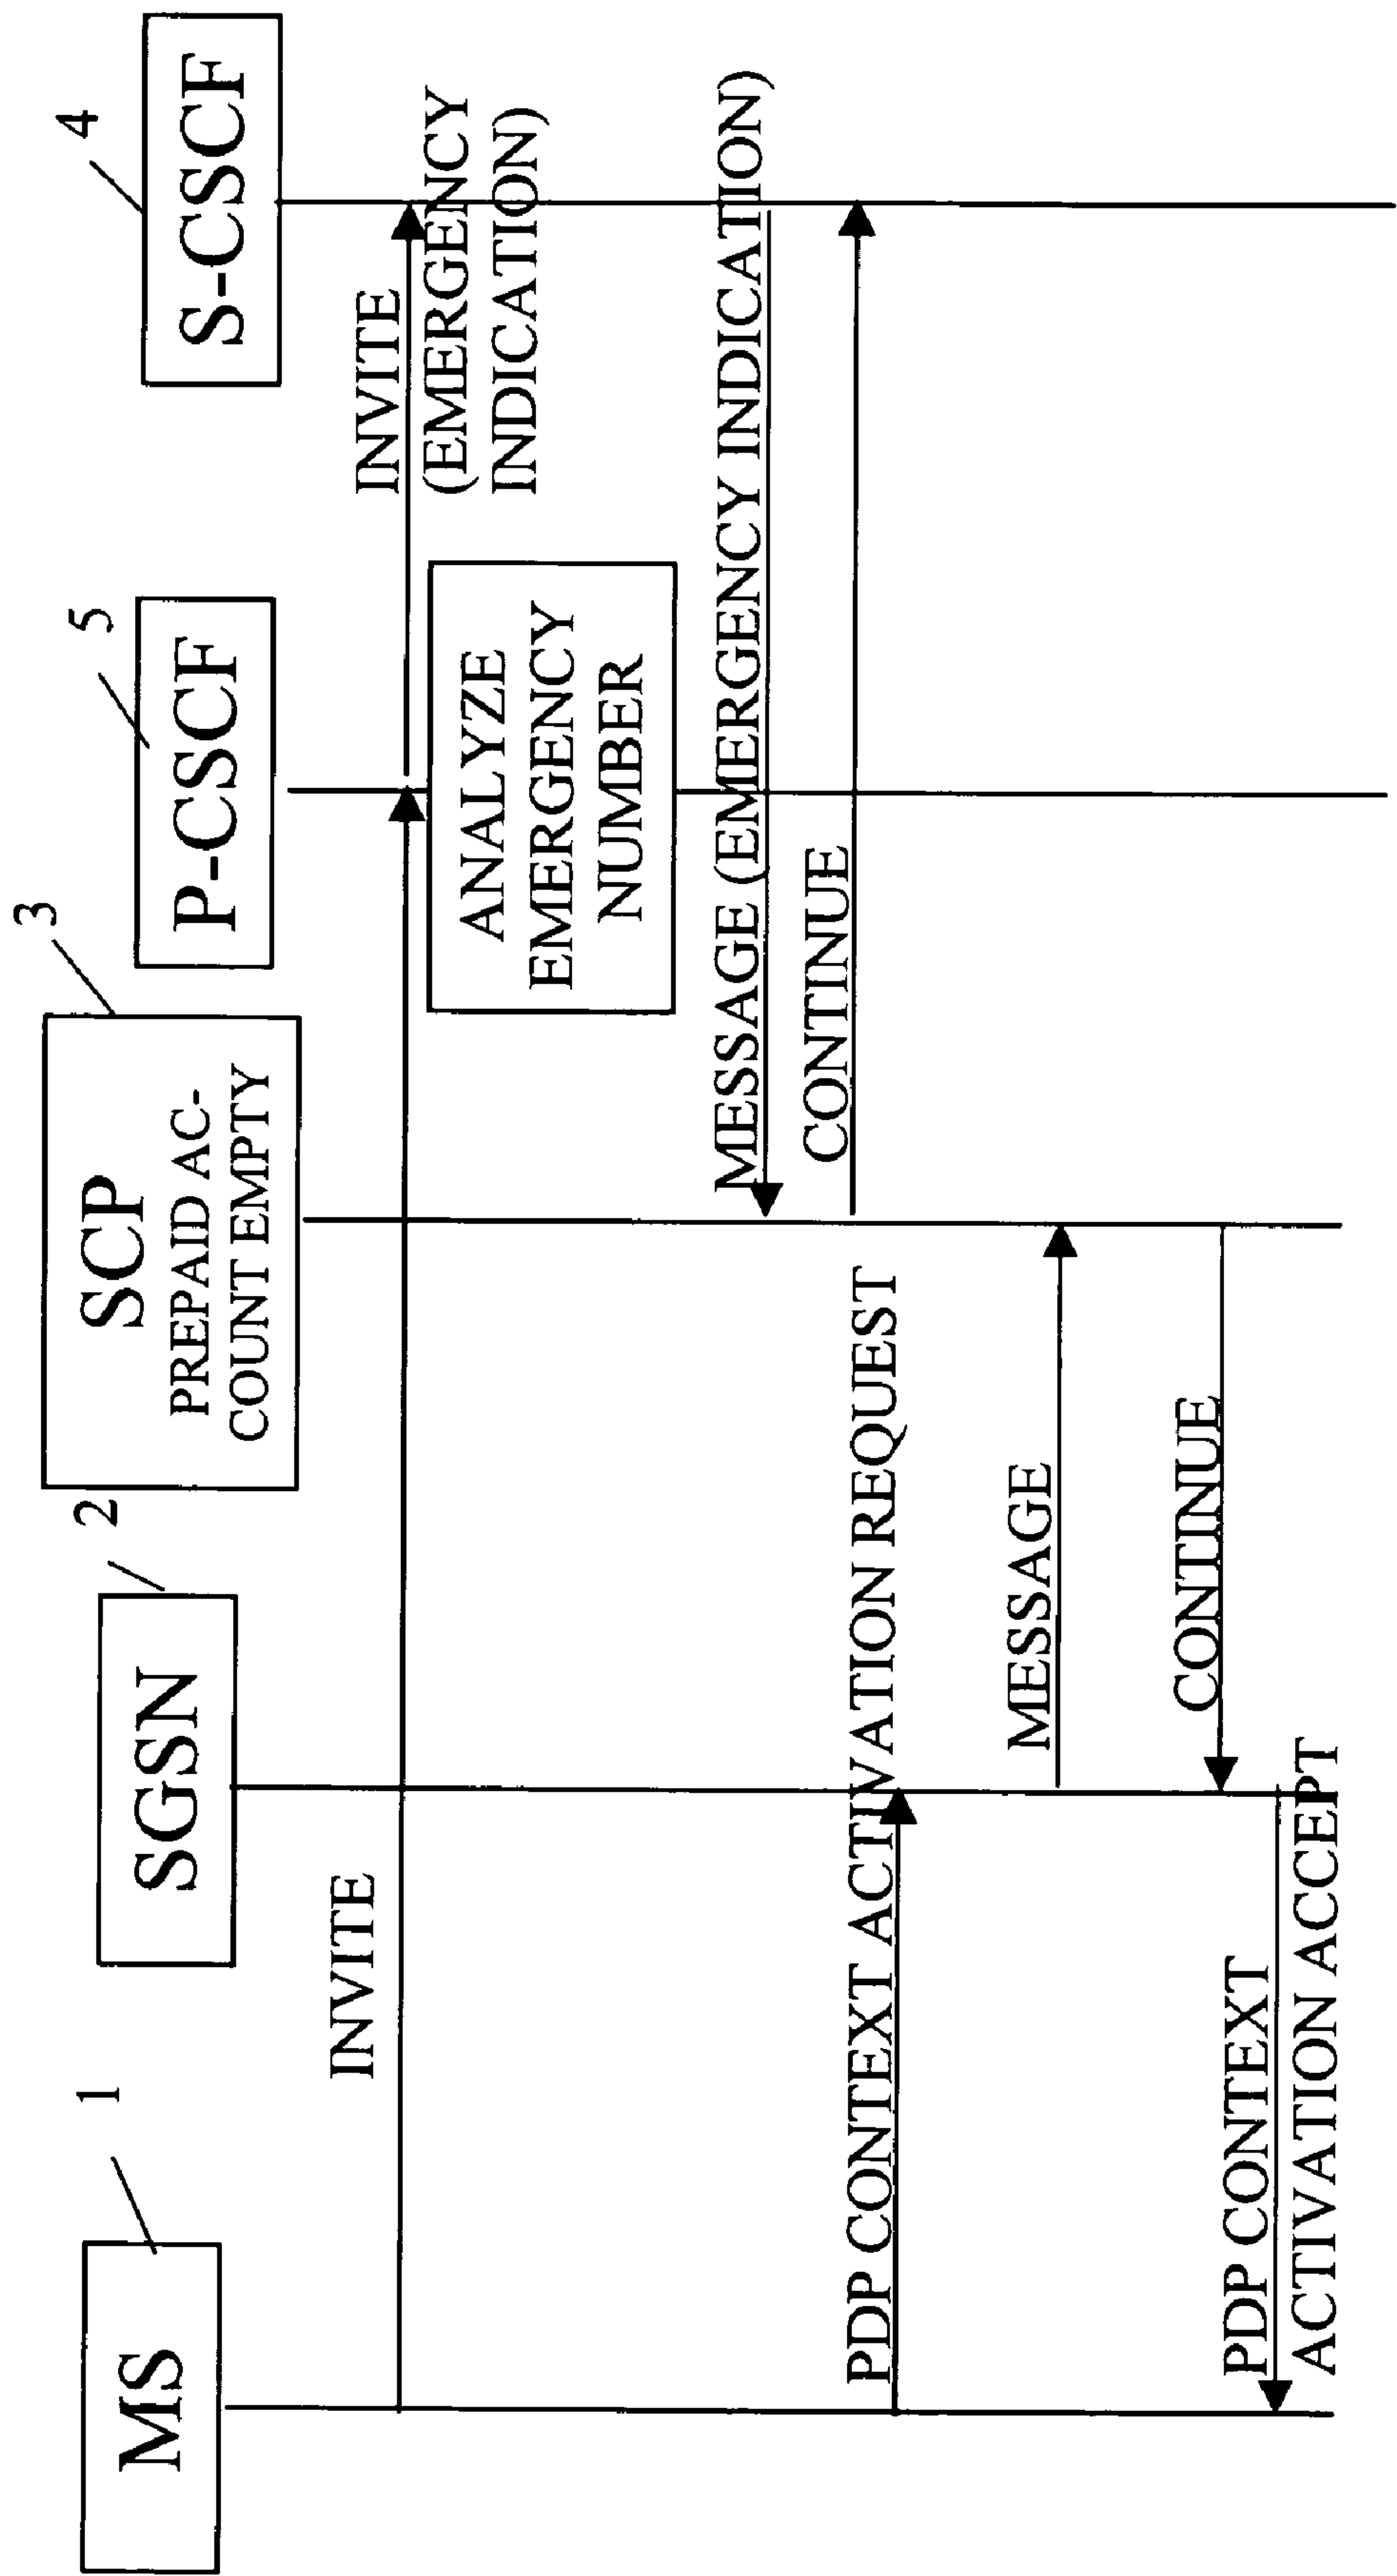 1
MS
2
SGSN
3
SCP
PREPAID AC-
COUNT EMPTY
5
P-CSCF
4
S-CSCF
INVITE
INVITE
(EMERGENCY
INDICATION)
ANALYZE
EMERGENCY
NUMBER
MESSAGE (EMERGENCY INDICATION)
CONTINUE
PDP CONTEXT ACTIVATION REQUEST
MESSAGE
CONTINUE
PDP CONTEXT
ACTIVATION ACCEPT